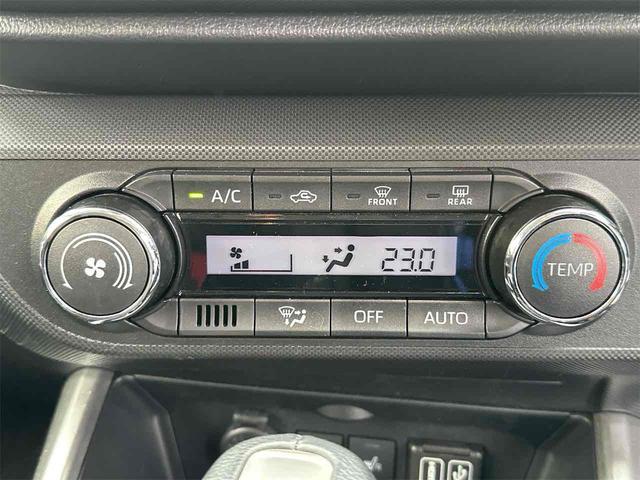 A/C
FRONT
REAR
23.0
TEMP
OFF
AUTO